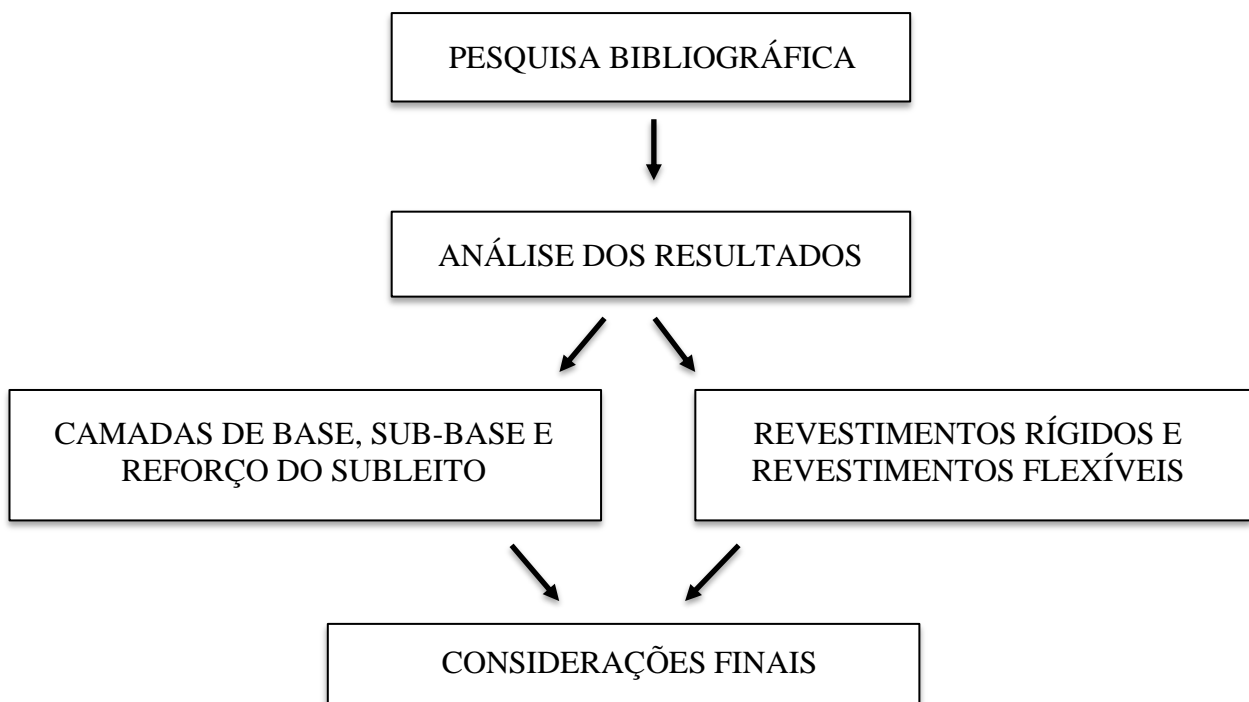 PESQUISA BIBLIOGRÁFICA
ANÁLISE DOS RESULTADOS
CAMADAS DE BASE, SUB-BASE E
REFORÇO DO SUBLEITO
REVESTIMENTOS RÍGIDOS E
REVESTIMENTOS FLEXÍVEIS
CONSIDERAÇÕES FINAIS